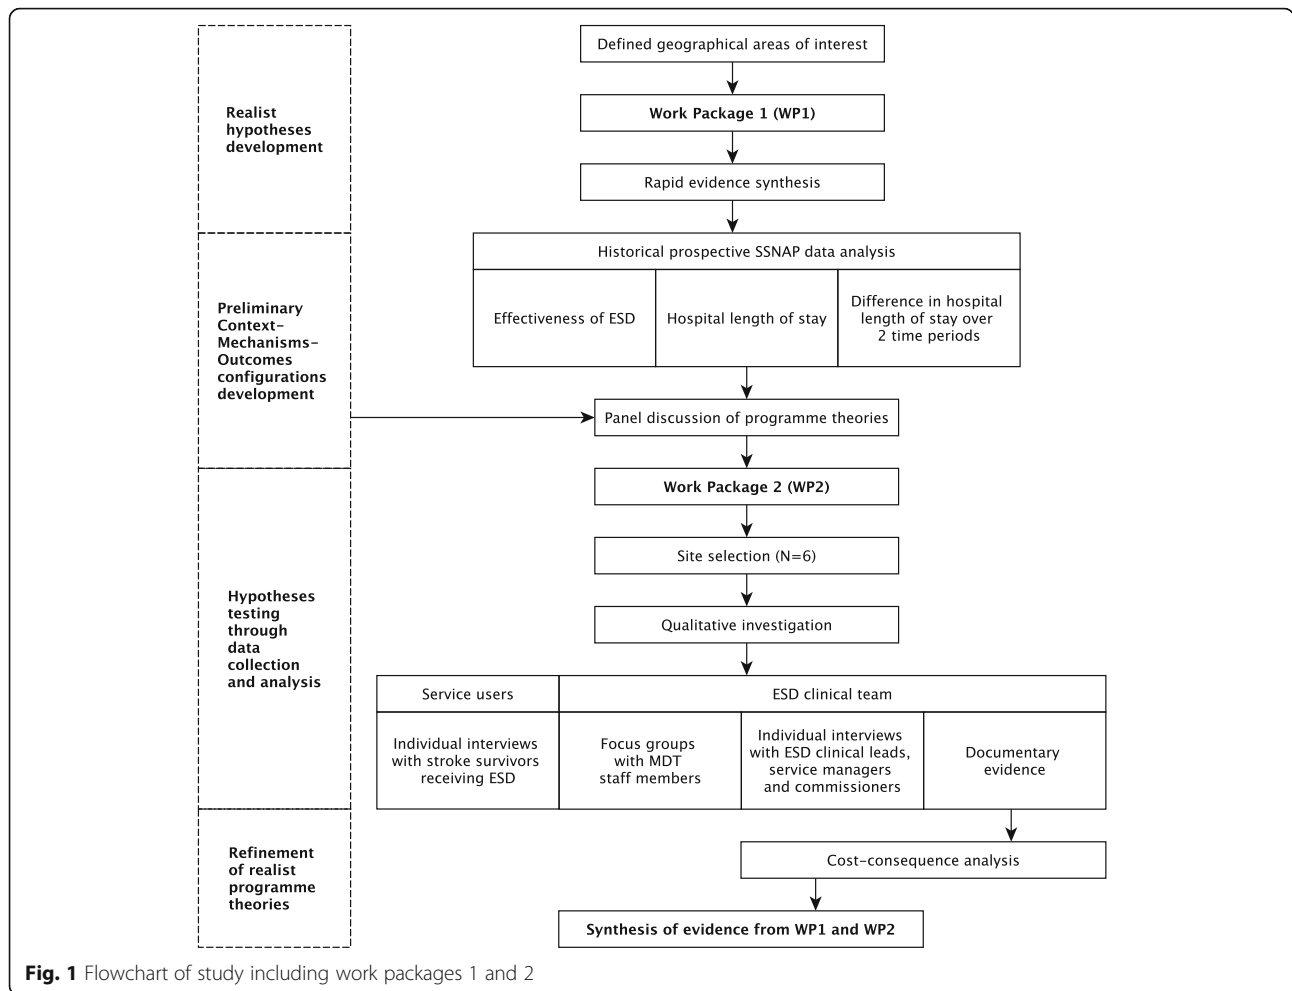 Defined geographical areas of interest
Realist
hypotheses
development
Work Package 1 (WP1)
Rapid evidence synthesis
Preliminary
Context–
Mechanisms–
Outcomes
configurations
development
Historical prospective SSNAP data analysis
Effectiveness of ESD
Hospital length of stay
Difference in hospital
length of stay over
2 time periods
Panel discussion of programme theories
Work Package 2 (WP2)
Site selection (N=6)
Hypotheses
testing
through
data
collection
and analysis
Qualitative investigation
Service users
ESD clinical team
Individual interviews
with stroke survivors
receiving ESD
Focus groups
with MDT
staff members
Individual interviews
with ESD clinical leads,
service managers
and commissioners
Documentary
evidence
Refinement
of realist
programme
theories
Cost–consequence analysis
Synthesis of evidence from WP1 and WP2
Fig. 1 Flowchart of study including work packages 1 and 2